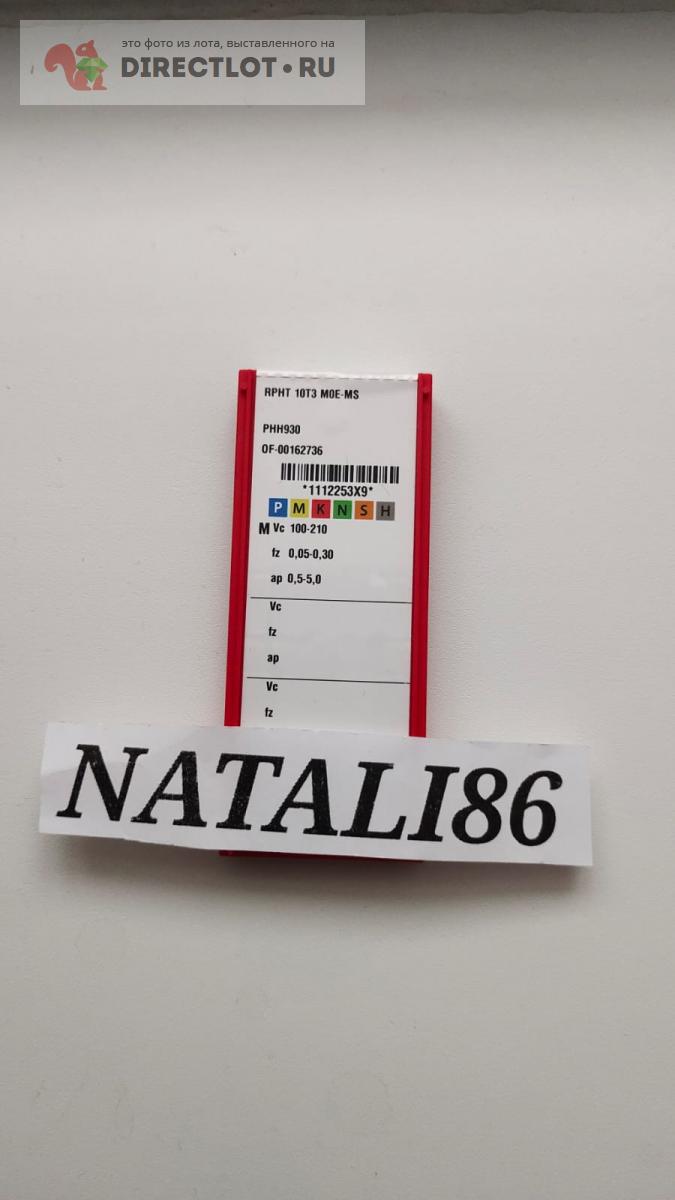 это фото из лота, выставленного на
DIRECTLOT•RU
RPHT 10T3 M0E-MS
PHH930
OF-00162736
*1112253X9*
P M K N S H
M Vc 100-210
fz 0,05-0,30
ap 0,5-5,0
Vc
fz
ap
Vc
fz
NATALI86